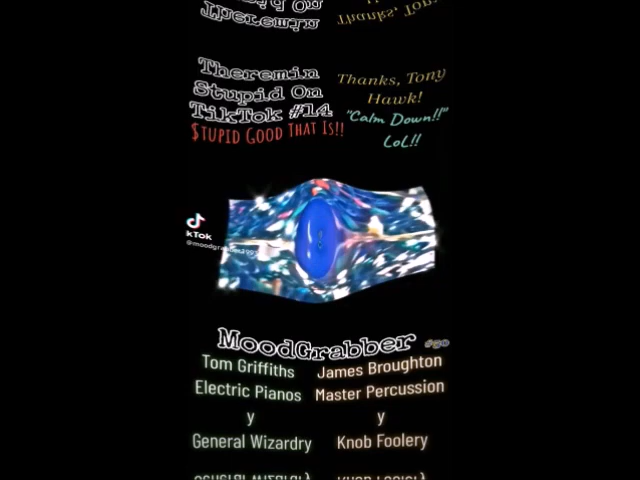 Theremin
Stupid On
TikTok #14
$TUPID GOOD THAT IS!!
Thanks, Tony
Hawk!
"Calm Down!!"
LoL!!
kTok
MoodGrabber
Tom Griffiths
Electric Pianos
y
General Wizardry
James Broughton
Master Percussion
y
Knob Foolery